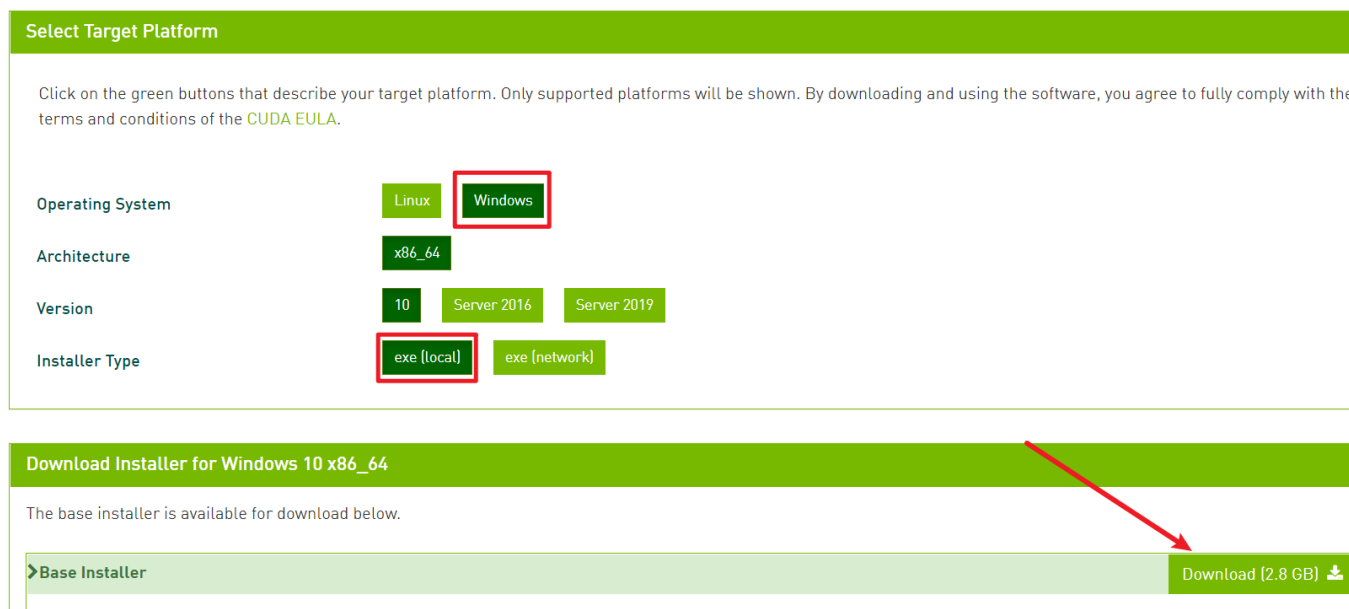 Select Target Platform
Click on the green buttons that describe your target platform. Only supported platforms will be shown. By downloading and using the software, you agree to fully comply with the
terms and conditions of the CUDA EULA.
Operating System Linux Windows
Architecture x86_64
Version 10 Server 2016 Server 2019
Installer Type exe (local) exe (network)
Download Installer for Windows 10 x86_64
The base installer is available for download below.
Base Installer Download (2.8 GB)